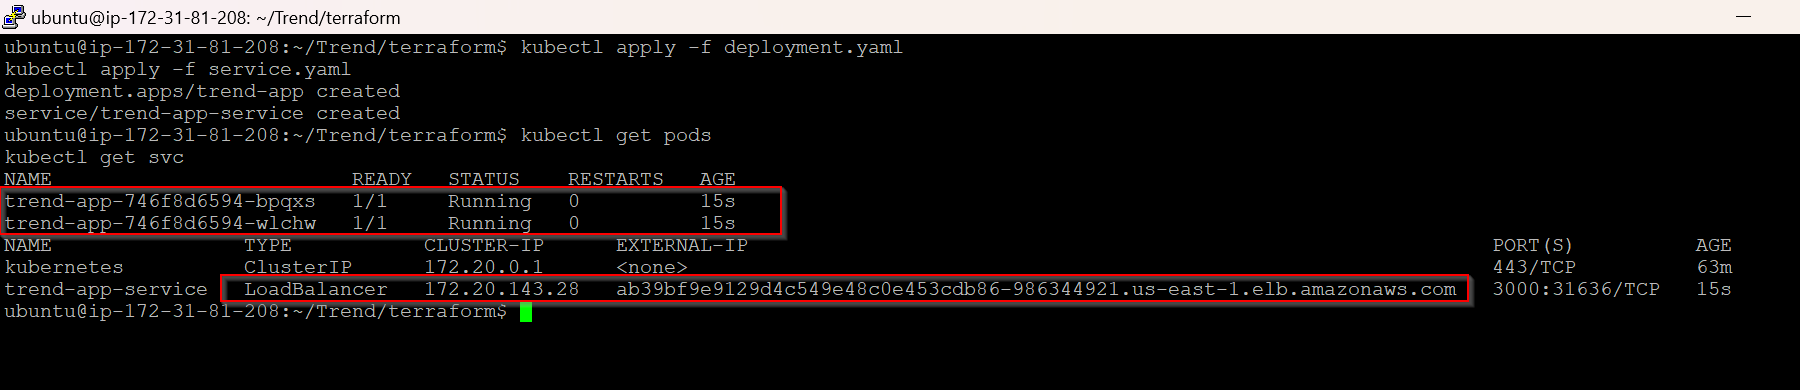 ubuntu@ip-172-31-81-208: ~/Trend/terraform
ubuntu@ip-172-31-81-208:~/Trend/terraform$ kubectl apply -f deployment.yaml
kubectl apply -f service.yaml
deployment.apps/trend-app created
service/trend-app-service created
ubuntu@ip-172-31-81-208:~/Trend/terraform$ kubectl get pods
kubectl get svc
NAME                         READY   STATUS    RESTARTS   AGE
trend-app-746f8d6594-bpqxs   1/1     Running   0          15s
trend-app-746f8d6594-wlchw   1/1     Running   0          15s
NAME                TYPE           CLUSTER-IP      EXTERNAL-IP                                                               PORT(S)          AGE
kubernetes          ClusterIP      172.20.0.1      <none>                                                                    443/TCP          63m
trend-app-service   LoadBalancer   172.20.143.28   ab39bf9e9129d4c549e48c0e453cdb86-986344921.us-east-1.elb.amazonaws.com   3000:31636/TCP   15s
ubuntu@ip-172-31-81-208:~/Trend/terraform$